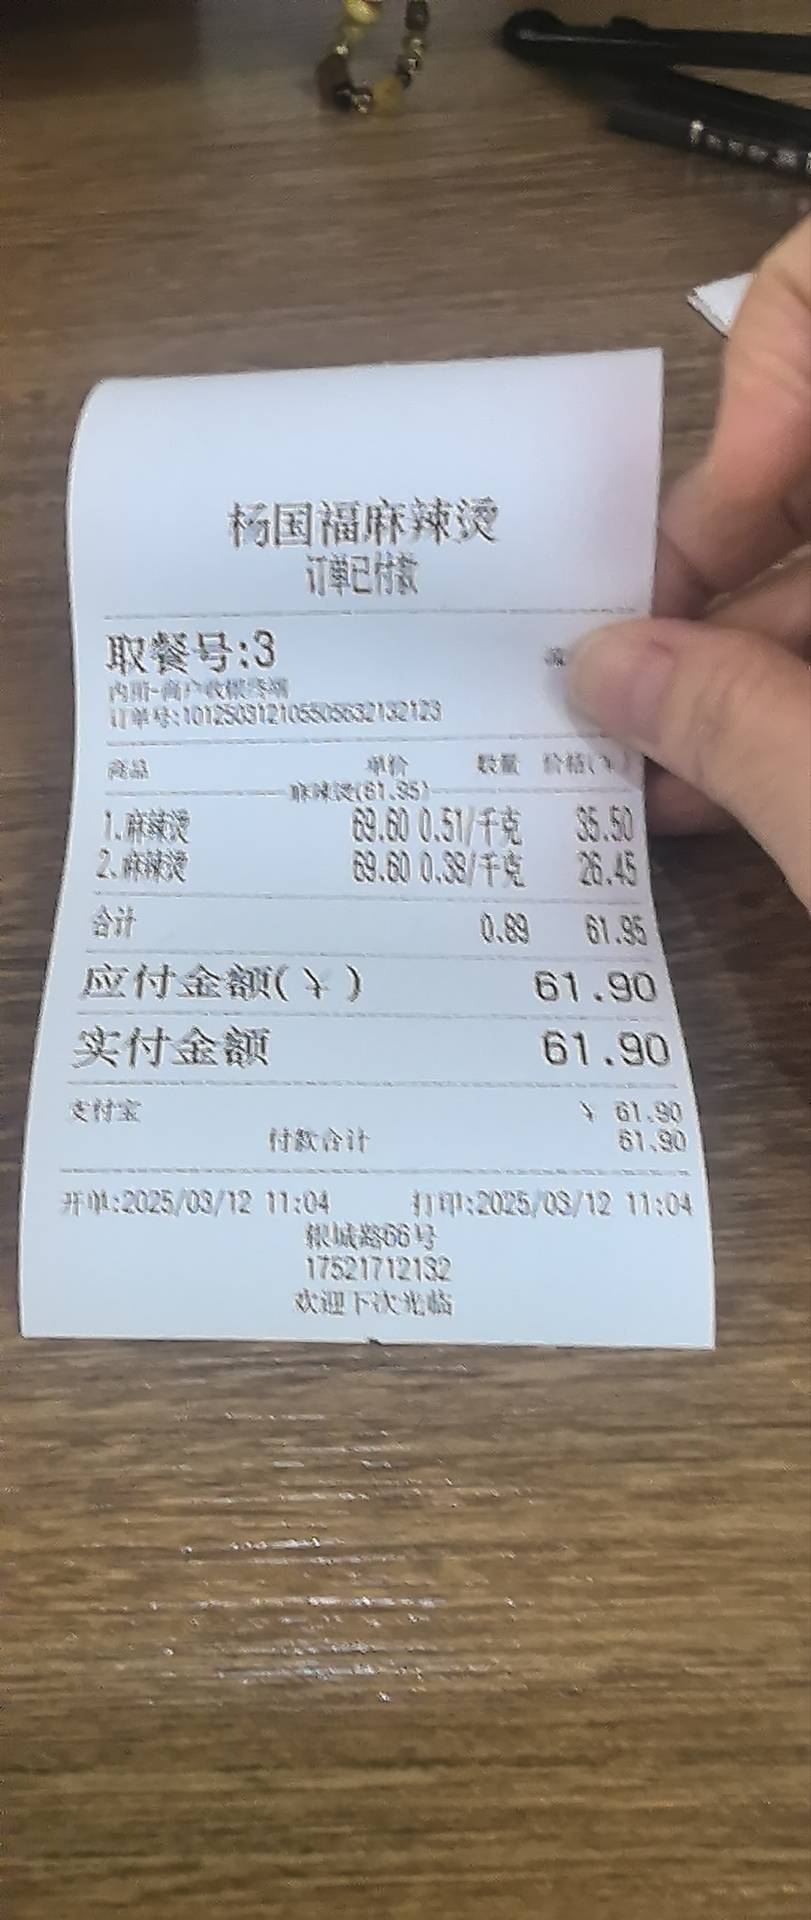 杨国福麻辣烫
订单已付款
取餐号:3
内用-商户收银终端
订单号:101250312105505632132123
商品 单价 数量 价格(¥)
麻辣烫(61.95)
1.麻辣烫 69.60 0.51/千克 35.50
2.麻辣烫 69.60 0.38/千克 26.45
合计 0.89 61.95
应付金额(¥) 61.90
实付金额 61.90
支付宝 ¥ 61.90
付款合计 61.90
开单:2025/03/12 11:04 打印:2025/03/12 11:04
银城路66号
17521712132
欢迎下次光临